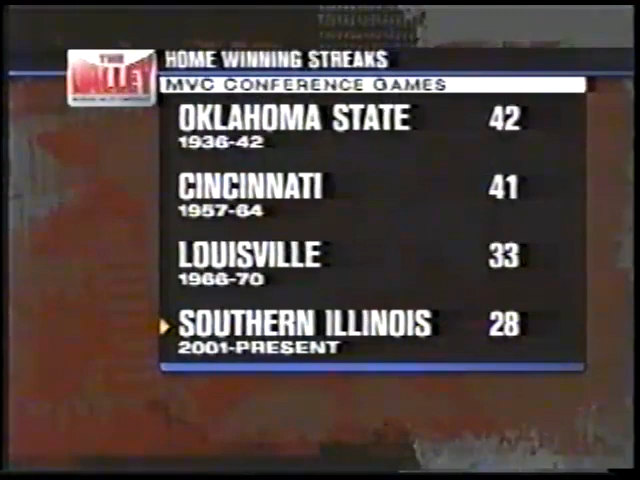 THE
VALLEY
HOME WINNING STREAKS
MVC CONFERENCE GAMES
OKLAHOMA STATE 42
1936-42
CINCINNATI 41
1957-64
LOUISVILLE 33
1966-70
SOUTHERN ILLINOIS 28
2001-PRESENT